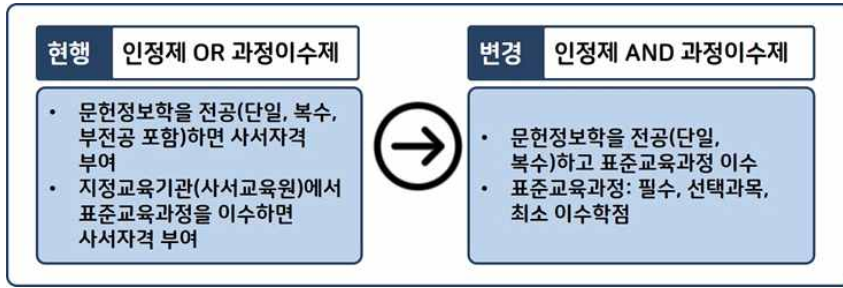 현행 인정제 OR 과정이수제
• 문헌정보학을 전공(단일, 복수,
부전공 포함)하면 사서자격
부여
• 지정교육기관(사서교육원)에서
표준교육과정을 이수하면
사서자격 부여
변경 인정제 AND 과정이수제
• 문헌정보학을 전공(단일,
복수)하고 표준교육과정 이수
• 표준교육과정: 필수, 선택과목,
최소 이수학점